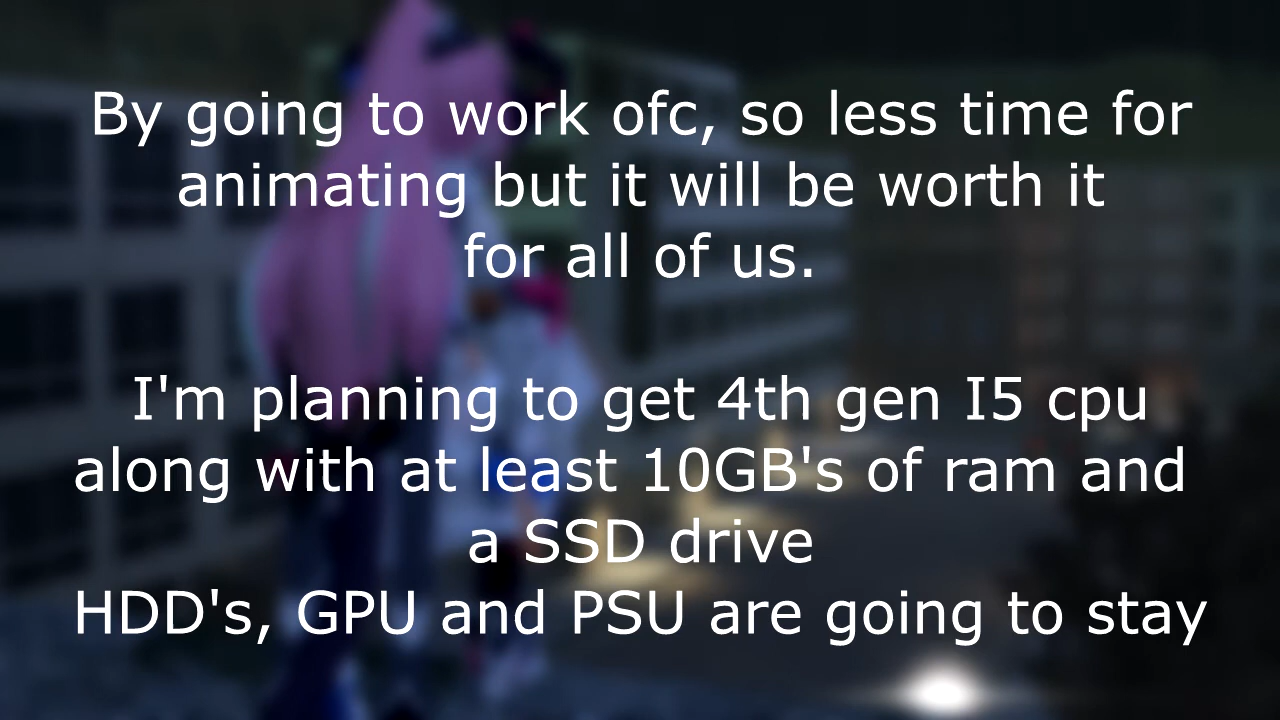 By going to work ofc, so less time for
animating but it will be worth it
for all of us.
I'm planning to get 4th gen I5 cpu
along with at least 10GB's of ram and
a SSD drive
HDD's, GPU and PSU are going to stay